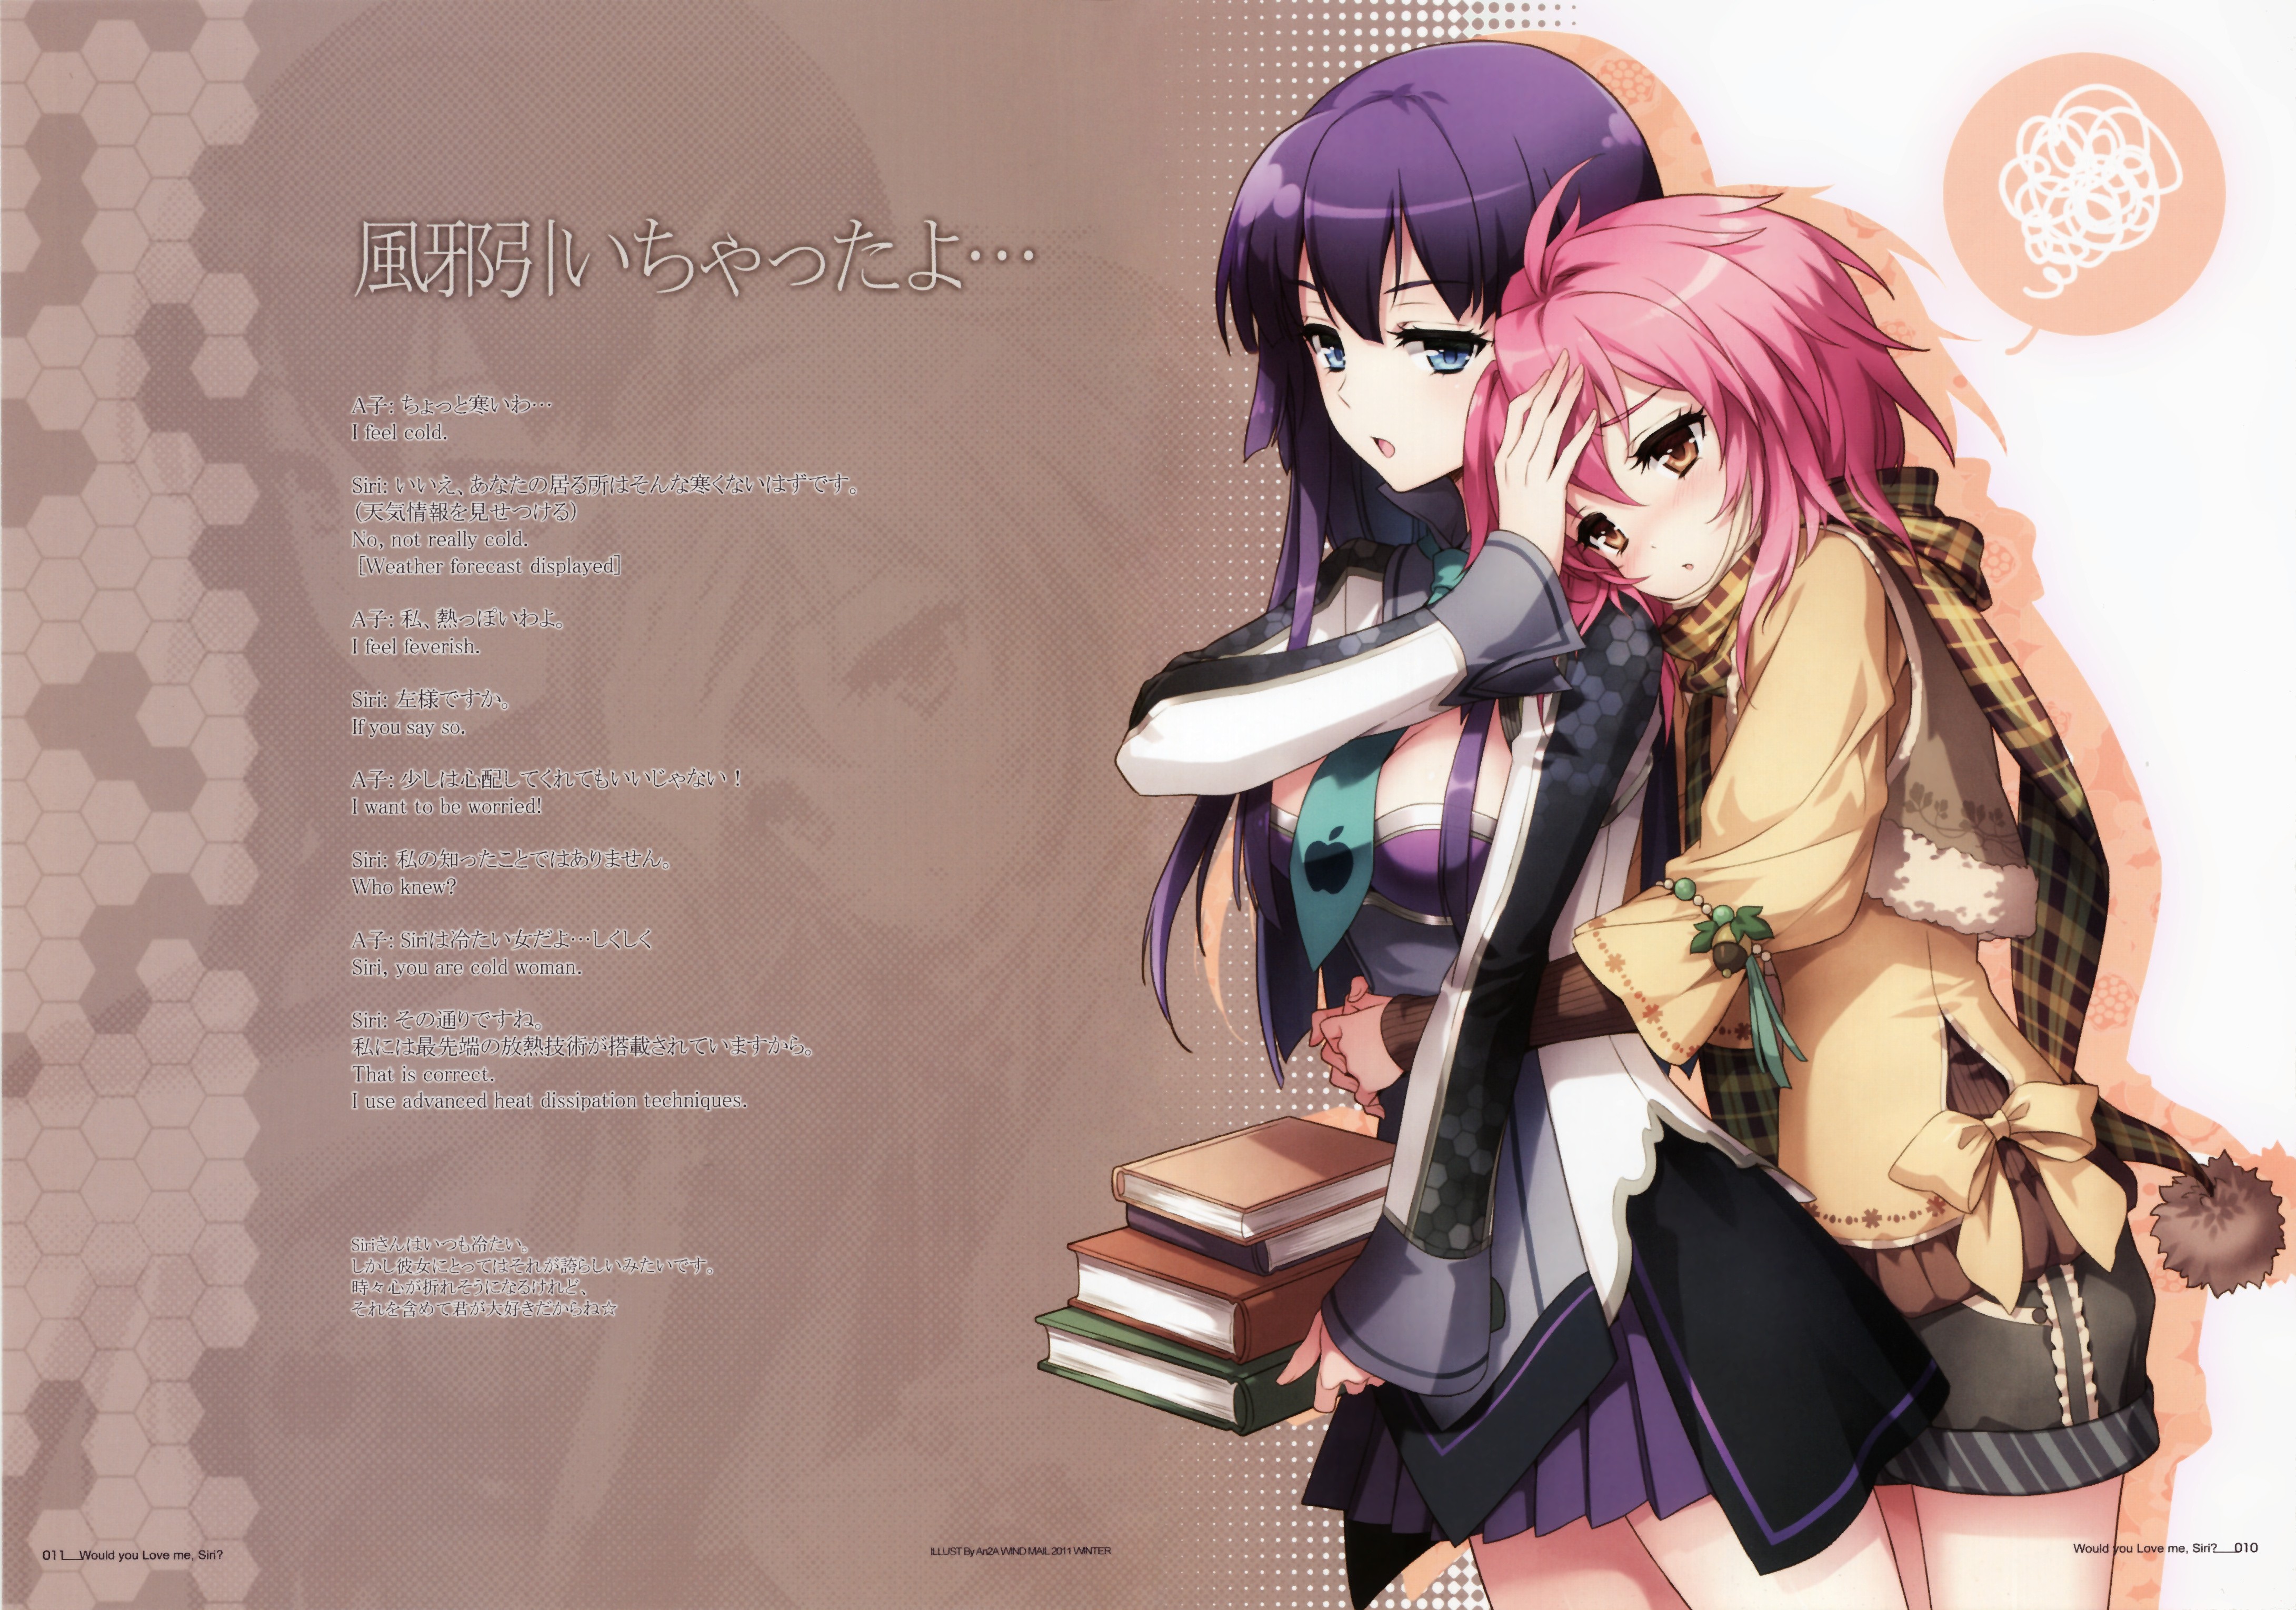 風邪引いちゃったよ…
A子: ちょっと寒いわ…
I feel cold.
Siri: いいえ、あなたの居る所はそんな寒くないはずです。
（天気情報を見せつける）
No, not really cold.
[Weather forecast displayed]
A子: 私、熱っぽいわよ。
I feel feverish.
Siri: 左様ですか。
If you say so.
A子: 少しは心配してくれてもいいじゃない！
I want to be worried!
Siri: 私の知ったことではありません。
Who knew?
A子: Siriは冷たい女だよ…しくしく
Siri, you are cold woman.
Siri: その通りですね。
私には最先端の放熱技術が搭載されていますから。
That is correct.
I use advanced heat dissipation techniques.
Siriさんはいつも冷たい。
しかし彼女にとってはそれが誇らしいみたいです。
時々心が折れそうになるけれど、
それを含めて君が大好きだからね☆
011__Would you Love me, Siri?
ILLUST By An2A WIND MAIL 2011 WINTER
Would you Love me, Siri?__010